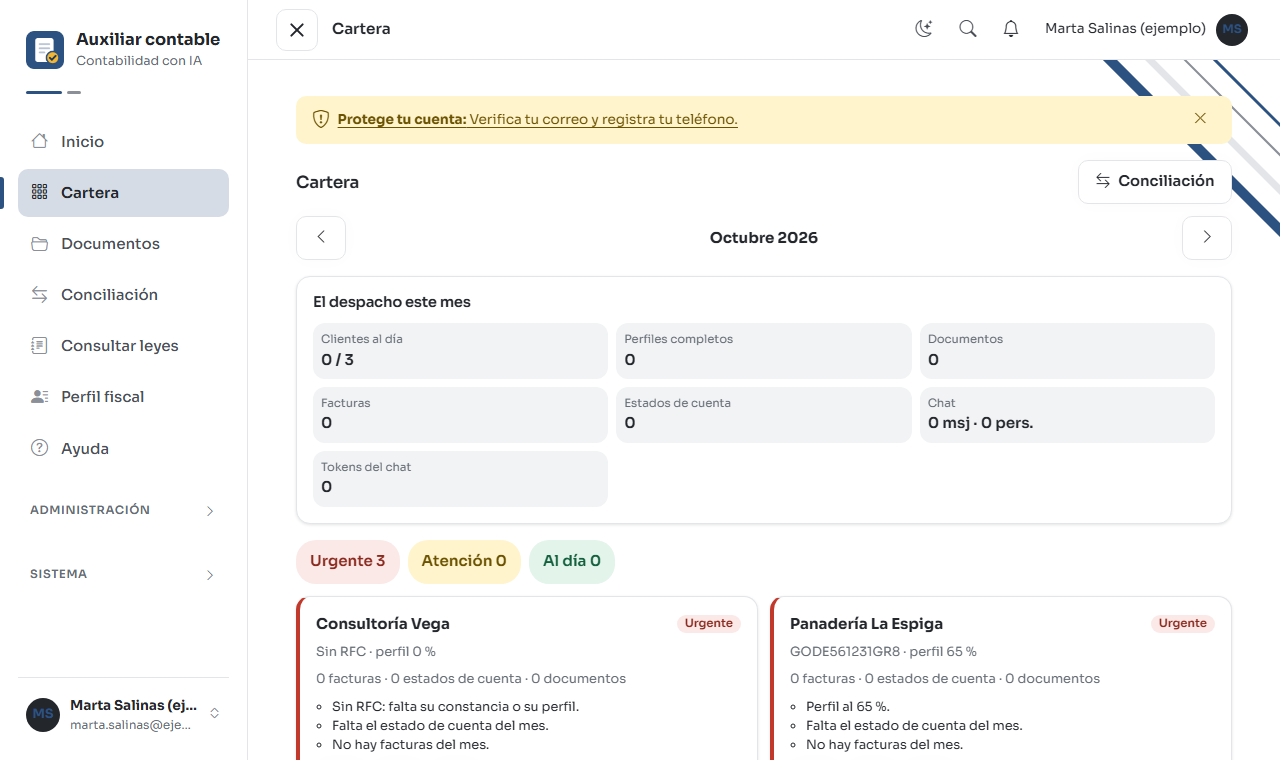 Auxiliar contable
Contabilidad con IA
Inicio
Cartera
Documentos
Conciliación
Consultar leyes
Perfil fiscal
Ayuda
ADMINISTRACIÓN
SISTEMA
MS
Marta Salinas (ej...
marta.salinas@eje...
Cartera
Marta Salinas (ejemplo)
MS
Protege tu cuenta: Verifica tu correo y registra tu teléfono.
Cartera
Conciliación
Octubre 2026
El despacho este mes
Clientes al día
0 / 3
Perfiles completos
0
Documentos
0
Facturas
0
Estados de cuenta
0
Chat
0 msj · 0 pers.
Tokens del chat
0
Urgente 3
Atención 0
Al día 0
Consultoría Vega
Urgente
Sin RFC · perfil 0 %
0 facturas · 0 estados de cuenta · 0 documentos
Sin RFC: falta su constancia o su perfil.
Falta el estado de cuenta del mes.
No hay facturas del mes.
Panadería La Espiga
Urgente
GODE561231GR8 · perfil 65 %
0 facturas · 0 estados de cuenta · 0 documentos
Perfil al 65 %.
Falta el estado de cuenta del mes.
No hay facturas del mes.